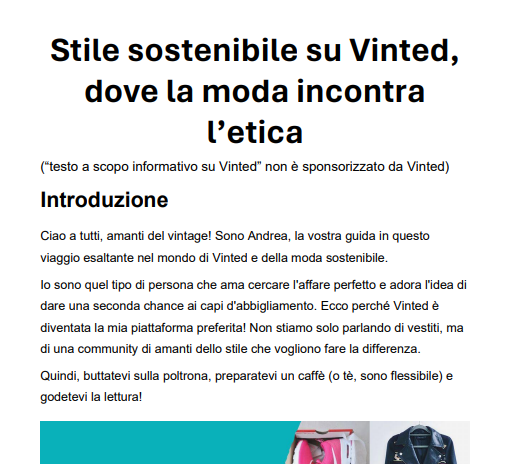 Stile sostenibile su Vinted,
dove la moda incontra
l’etica
(“testo a scopo informativo su Vinted” non è sponsorizzato da Vinted)
Introduzione
Ciao a tutti, amanti del vintage! Sono Andrea, la vostra guida in questo
viaggio esaltante nel mondo di Vinted e della moda sostenibile.
Io sono quel tipo di persona che ama cercare l'affare perfetto e adora l'idea di
dare una seconda chance ai capi d'abbigliamento. Ecco perché Vinted è
diventata la mia piattaforma preferita! Non stiamo solo parlando di vestiti, ma
di una community di amanti dello stile che vogliono fare la differenza.
Quindi, buttatevi sulla poltrona, preparatevi un caffè (o tè, sono flessibile) e
godetevi la lettura!